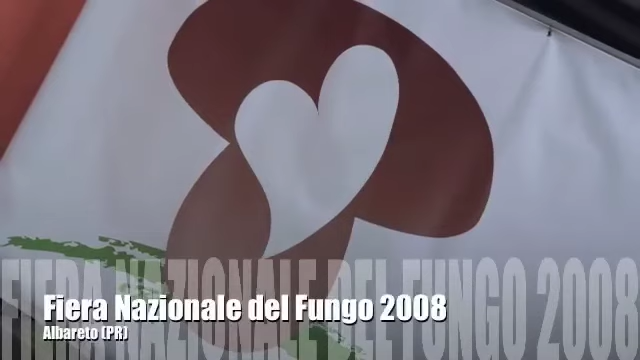 Fiera Nazionale del Fungo 2008
Albareto (PR)
FIERA NAZIONALE DEL FUNGO 2008